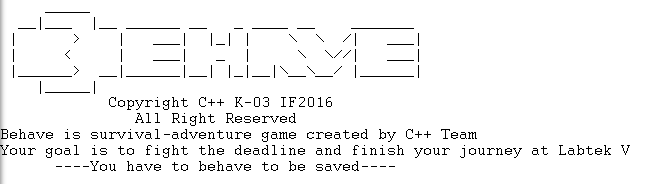 BEHAVE
Copyright C++ K-03 IF2016
All Right Reserved
Behave is survival-adventure game created by C++ Team
Your goal is to fight the deadline and finish your journey at Labtek V
----You have to behave to be saved----